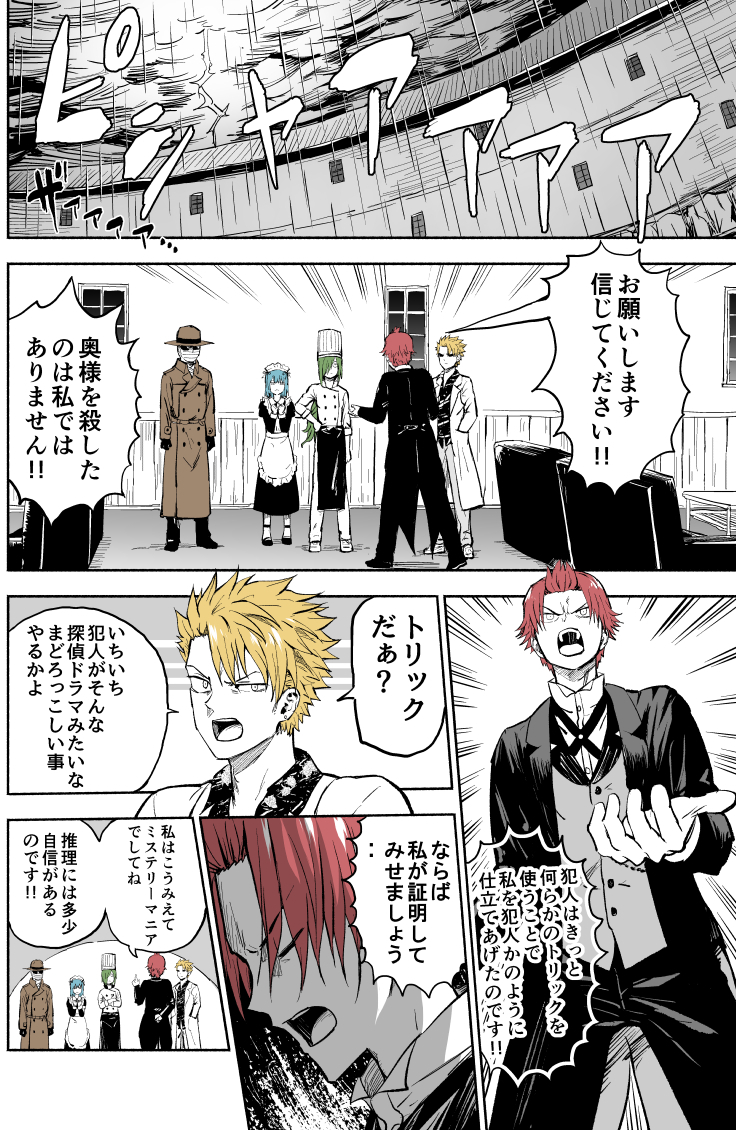 ピシャアアアア
ザアアアア…
お願いします
信じてください!!
奥様を殺した
のは私では
ありません!!
犯人はきっと
何らかのトリックを
使うことで
私を犯人かのように
仕立てあげたのです!!
トリック
だぁ?
いちいち
犯人がそんな
探偵ドラマみたいな
まどろっこしい事
やるかよ
ならば
私が証明して
みせましょう
:
私はこうみえて
ミステリーマニア
でしてね
推理には多少
自信がある
のです!!